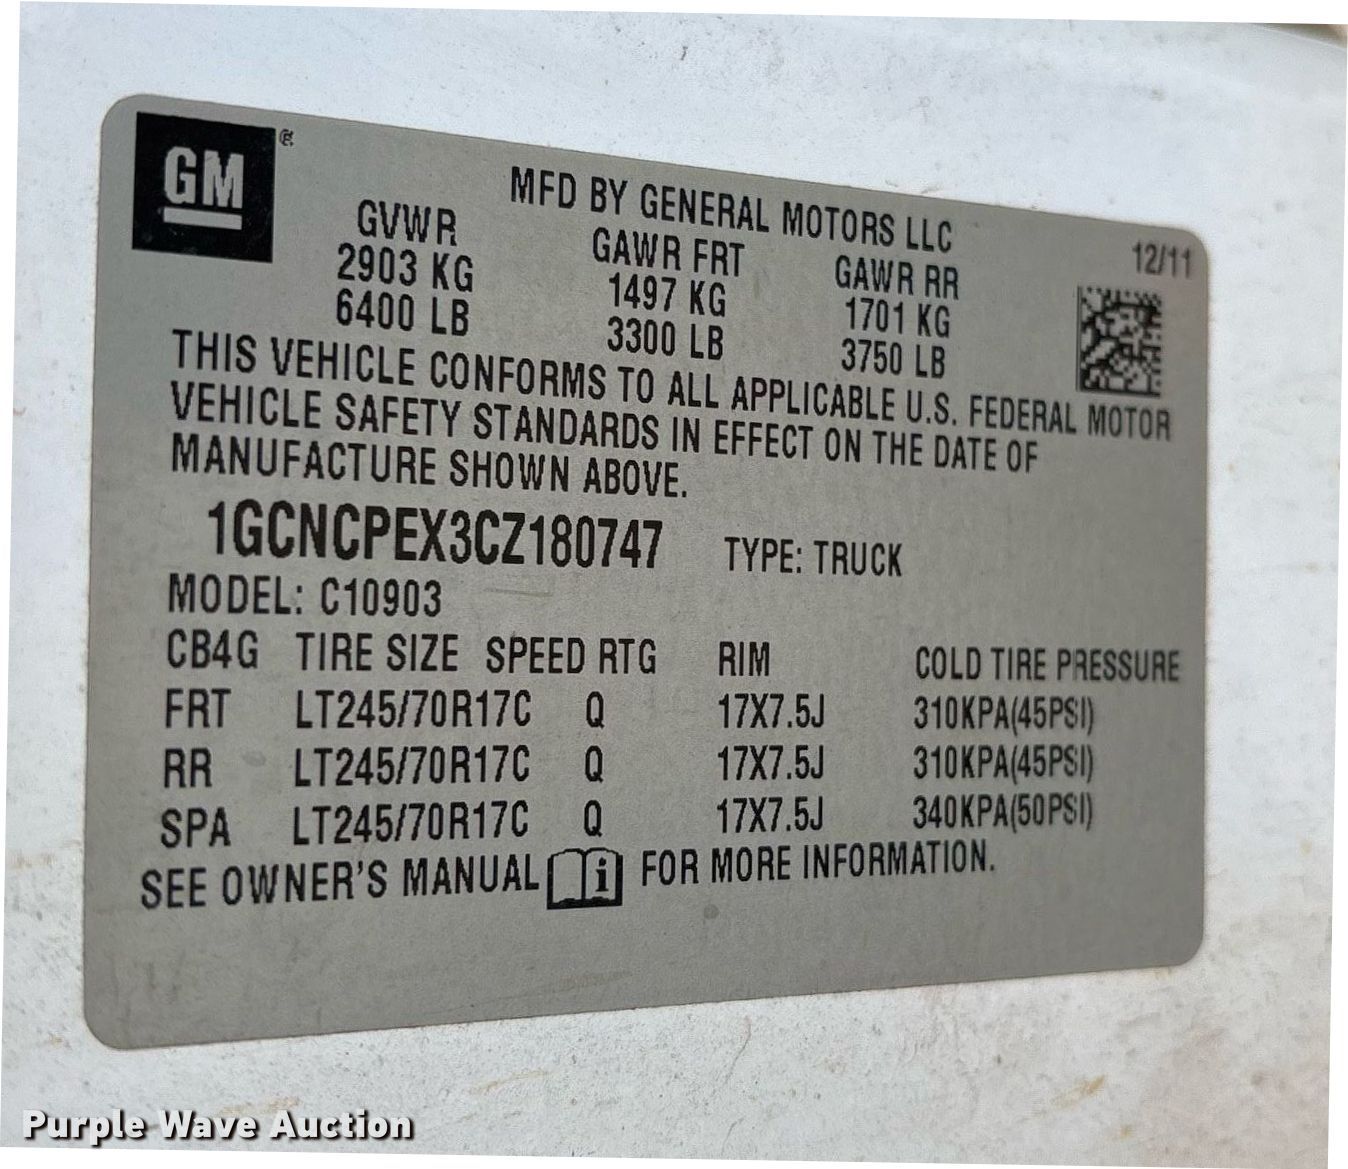 GM
MFD BY GENERAL MOTORS LLC
12/11
GVWR GAWR FRT GAWR RR
2903 KG 1497 KG 1701 KG
6400 LB 3300 LB 3750 LB
THIS VEHICLE CONFORMS TO ALL APPLICABLE U.S. FEDERAL MOTOR
VEHICLE SAFETY STANDARDS IN EFFECT ON THE DATE OF
MANUFACTURE SHOWN ABOVE.
1GCNCPEX3CZ180747 TYPE: TRUCK
MODEL: C10903
CB4G TIRE SIZE SPEED RTG RIM COLD TIRE PRESSURE
FRT LT245/70R17C Q 17X7.5J 310KPA(45PSI)
RR LT245/70R17C Q 17X7.5J 310KPA(45PSI)
SPA LT245/70R17C Q 17X7.5J 340KPA(50PSI)
SEE OWNER'S MANUAL i FOR MORE INFORMATION.
Purple Wave Auction